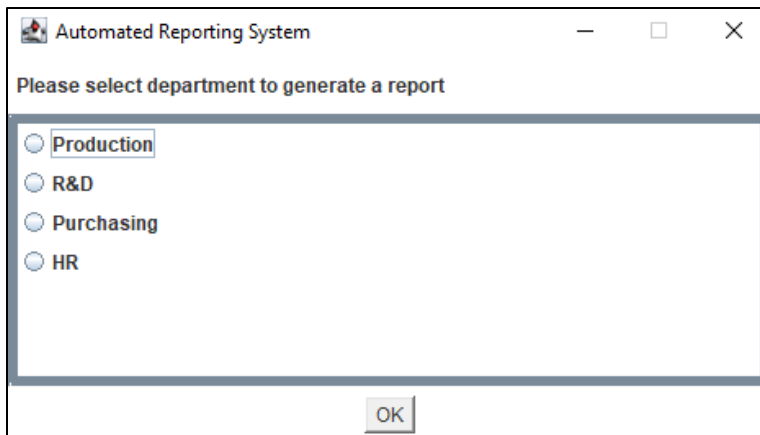 Automated Reporting System
Please select department to generate a report
Production
R&D
Purchasing
HR
OK